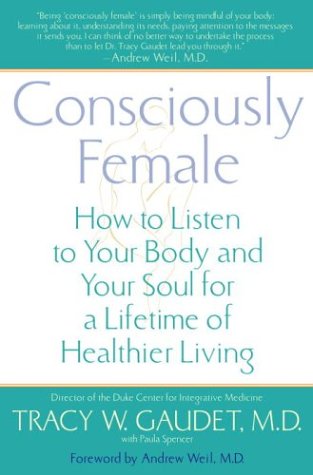 "Being 'consciously female' is simply being mindful of your body:
learning about it, understanding its needs, paying attention to the messages
it sends you. I can think of no better way to undertake the process
than to let Dr. Tracy Gaudet lead you through it."
—Andrew Weil, M.D.
Consciously
Female
How to Listen
to Your Body and
Your Soul for
a Lifetime of
Healthier Living
Director of the Duke Center for Integrative Medicine
TRACY W. GAUDET, M.D.
with Paula Spencer
Foreword by Andrew Weil, M.D.